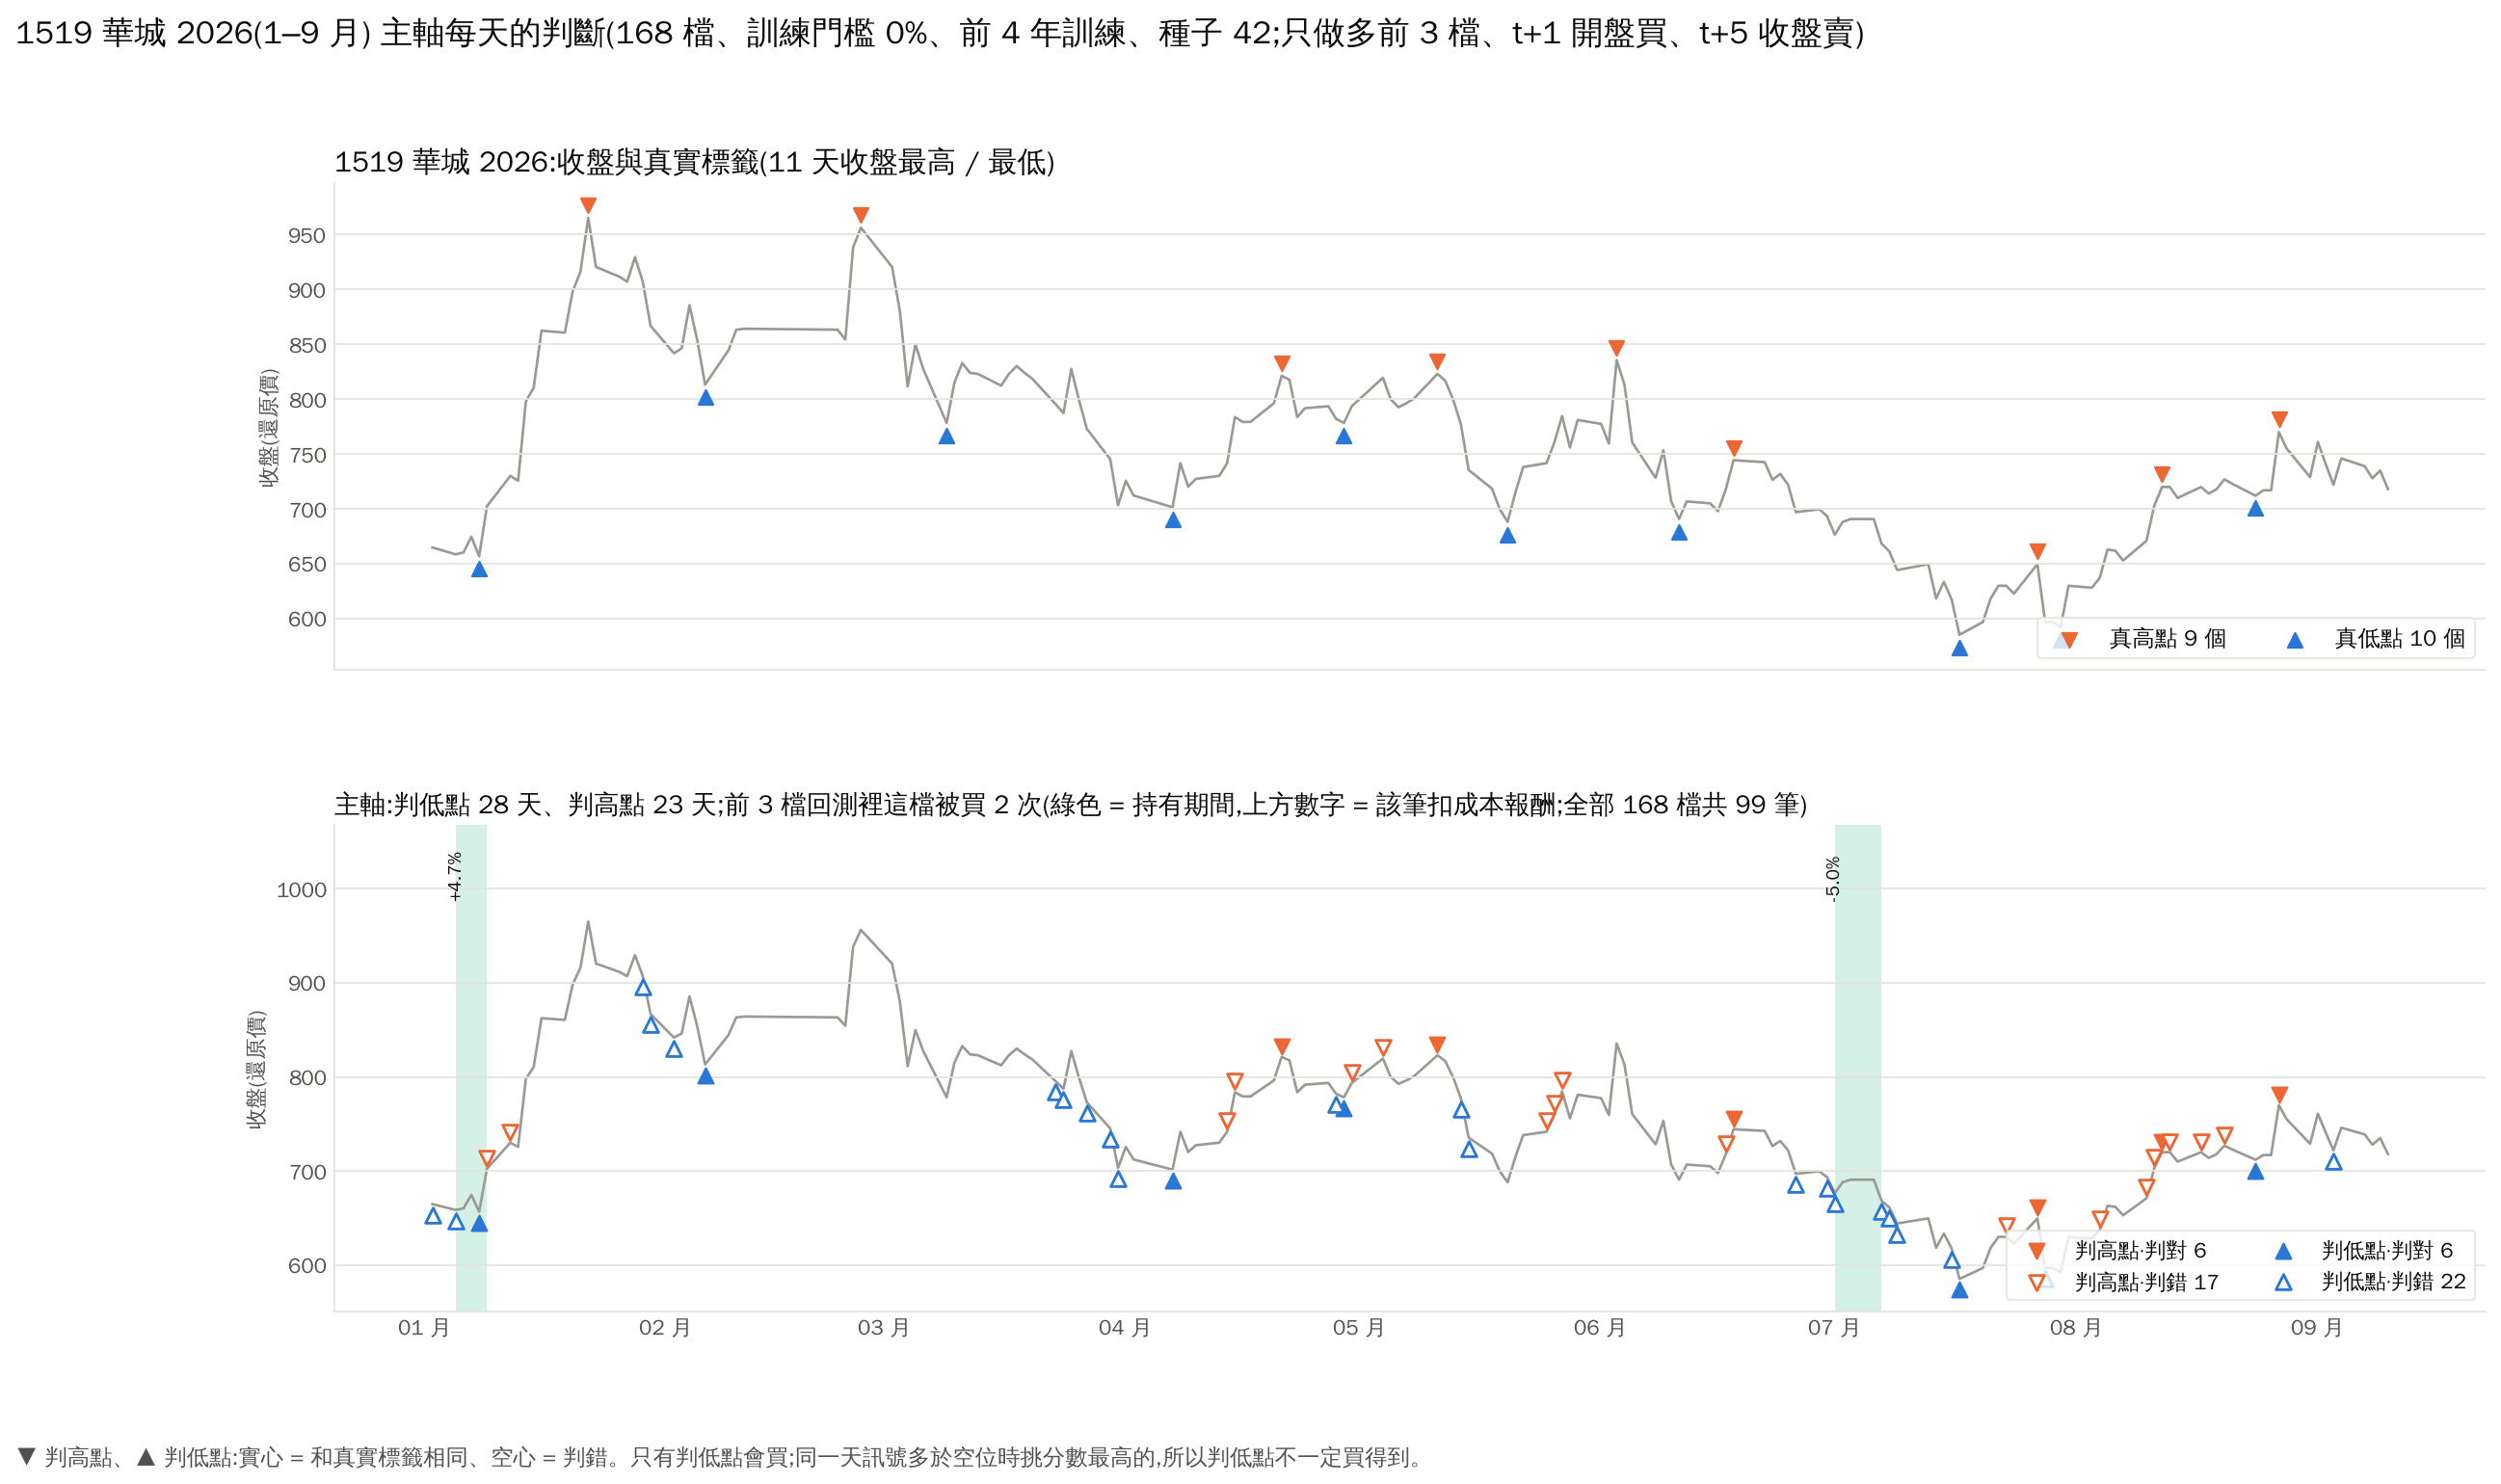 1519 華城 2026(1–9 月) 主軸每天的判斷(168 檔、訓練門檻 0%、前 4 年訓練、種子 42;只做多前 3 檔、t+1 開盤買、t+5 收盤賣)
1519 華城 2026:收盤與真實標籤(11 天收盤最高 / 最低)
收盤(還原價)
950
900
850
800
750
700
650
600
真高點 9 個
真低點 10 個
主軸:判低點 28 天、判高點 23 天;前 3 檔回測裡這檔被買 2 次(綠色 = 持有期間,上方數字 = 該筆扣成本報酬;全部 168 檔共 99 筆)
收盤(還原價)
+4.7%
-5.0%
1000
900
800
700
600
判高點·判對 6
判低點·判對 6
判高點·判錯 17
判低點·判錯 22
01 月
02 月
03 月
04 月
05 月
06 月
07 月
08 月
09 月
▼ 判高點、▲ 判低點:實心 = 和真實標籤相同、空心 = 判錯。只有判低點會買;同一天訊號多於空位時挑分數最高的,所以判低點不一定買得到。